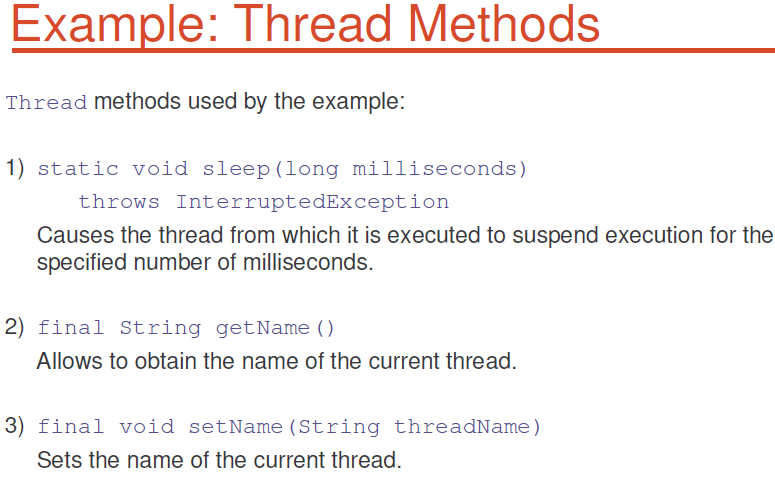 Example: Thread Methods
Thread methods used by the example:
1) static void sleep(long milliseconds)
throws InterruptedException
Causes the thread from which it is executed to suspend execution for the
specified number of milliseconds.
2) final String getName()
Allows to obtain the name of the current thread.
3) final void setName(String threadName)
Sets the name of the current thread.